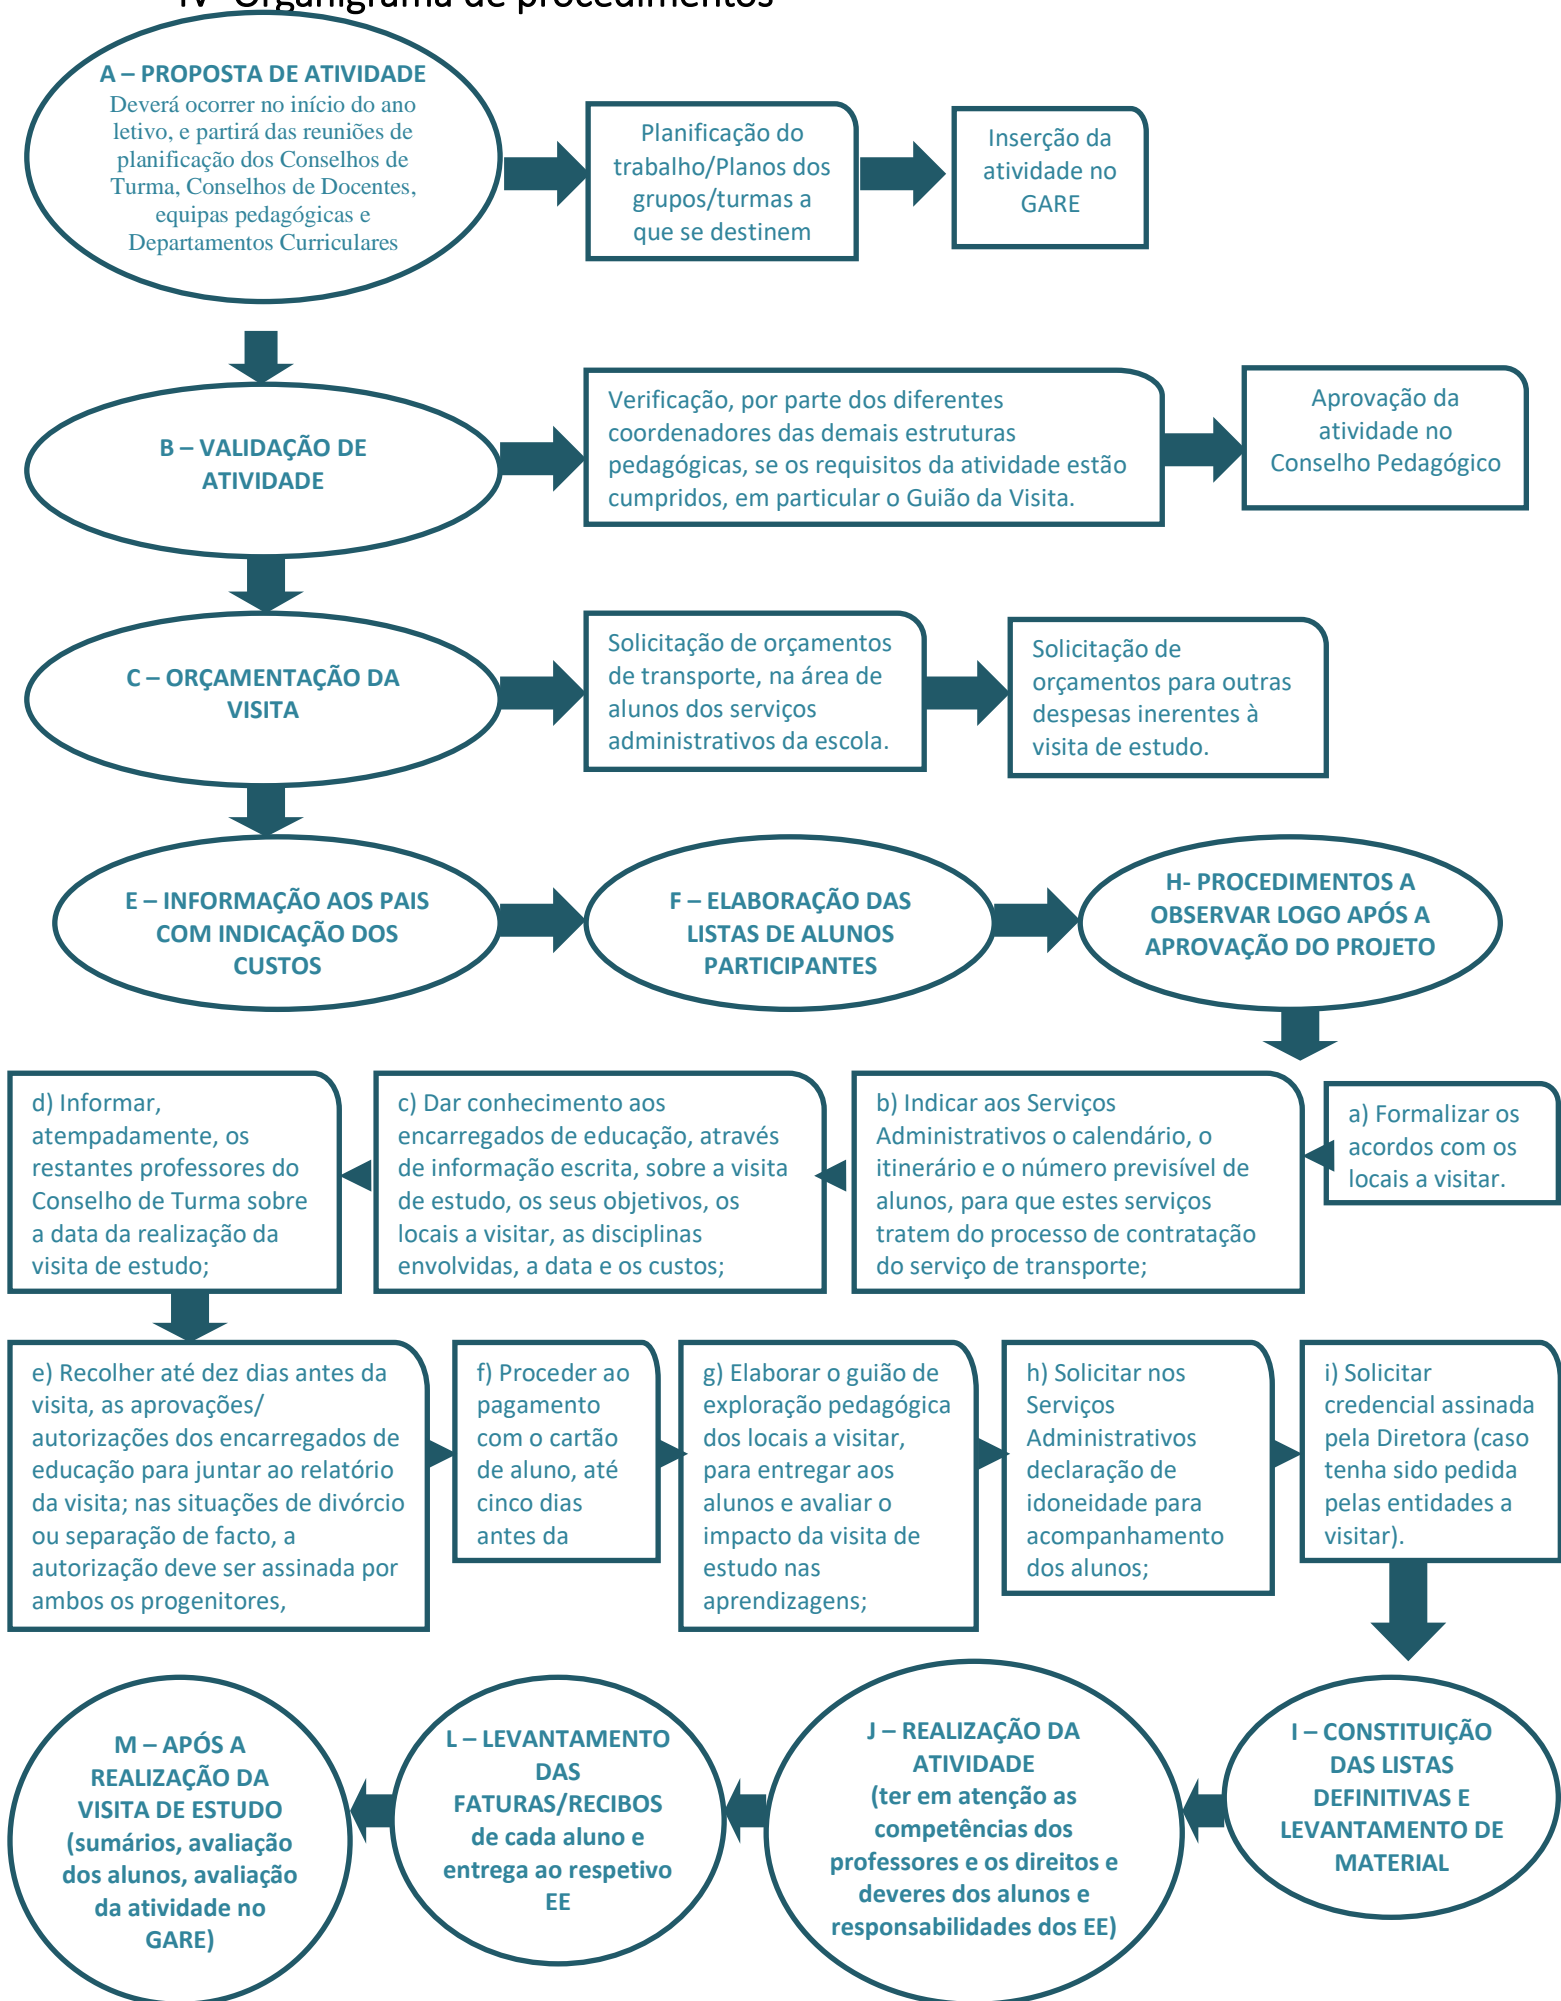 IV- Organigrama de procedimentos
A – PROPOSTA DE ATIVIDADE
Deverá ocorrer no início do ano
letivo, e partirá das reuniões de
planificação dos Conselhos de
Turma, Conselhos de Docentes,
equipas pedagógicas e
Departamentos Curriculares
Planificação do
trabalho/Planos dos
grupos/turmas a
que se destinem
Inserção da
atividade no
GARE
B – VALIDAÇÃO DE
ATIVIDADE
Verificação, por parte dos diferentes
coordenadores das demais estruturas
pedagógicas, se os requisitos da atividade estão
cumpridos, em particular o Guião da Visita.
Aprovação da
atividade no
Conselho Pedagógico
C – ORÇAMENTAÇÃO DA
VISITA
Solicitação de orçamentos
de transporte, na área de
alunos dos serviços
administrativos da escola.
Solicitação de
orçamentos para outras
despesas inerentes à
visita de estudo.
E – INFORMAÇÃO AOS PAIS
COM INDICAÇÃO DOS
CUSTOS
F – ELABORAÇÃO DAS
LISTAS DE ALUNOS
PARTICIPANTES
H- PROCEDIMENTOS A
OBSERVAR LOGO APÓS A
APROVAÇÃO DO PROJETO
a) Formalizar os
acordos com os
locais a visitar.
b) Indicar aos Serviços
Administrativos o calendário, o
itinerário e o número previsível de
alunos, para que estes serviços
tratem do processo de contratação
do serviço de transporte;
c) Dar conhecimento aos
encarregados de educação, através
de informação escrita, sobre a visita
de estudo, os seus objetivos, os
locais a visitar, as disciplinas
envolvidas, a data e os custos;
d) Informar,
atempadamente, os
restantes professores do
Conselho de Turma sobre
a data da realização da
visita de estudo;
e) Recolher até dez dias antes da
visita, as aprovações/
autorizações dos encarregados de
educação para juntar ao relatório
da visita; nas situações de divórcio
ou separação de facto, a
autorização deve ser assinada por
ambos os progenitores,
f) Proceder ao
pagamento
com o cartão
de aluno, até
cinco dias
antes da
g) Elaborar o guião de
exploração pedagógica
dos locais a visitar,
para entregar aos
alunos e avaliar o
impacto da visita de
estudo nas
aprendizagens;
h) Solicitar nos
Serviços
Administrativos
declaração de
idoneidade para
acompanhamento
dos alunos;
i) Solicitar
credencial assinada
pela Diretora (caso
tenha sido pedida
pelas entidades a
visitar).
I – CONSTITUIÇÃO
DAS LISTAS
DEFINITIVAS E
LEVANTAMENTO DE
MATERIAL
J – REALIZAÇÃO DA
ATIVIDADE
(ter em atenção as
competências dos
professores e os direitos e
deveres dos alunos e
responsabilidades dos EE)
L – LEVANTAMENTO
DAS
FATURAS/RECIBOS
de cada aluno e
entrega ao respetivo
EE
M – APÓS A
REALIZAÇÃO DA
VISITA DE ESTUDO
(sumários, avaliação
dos alunos, avaliação
da atividade no
GARE)